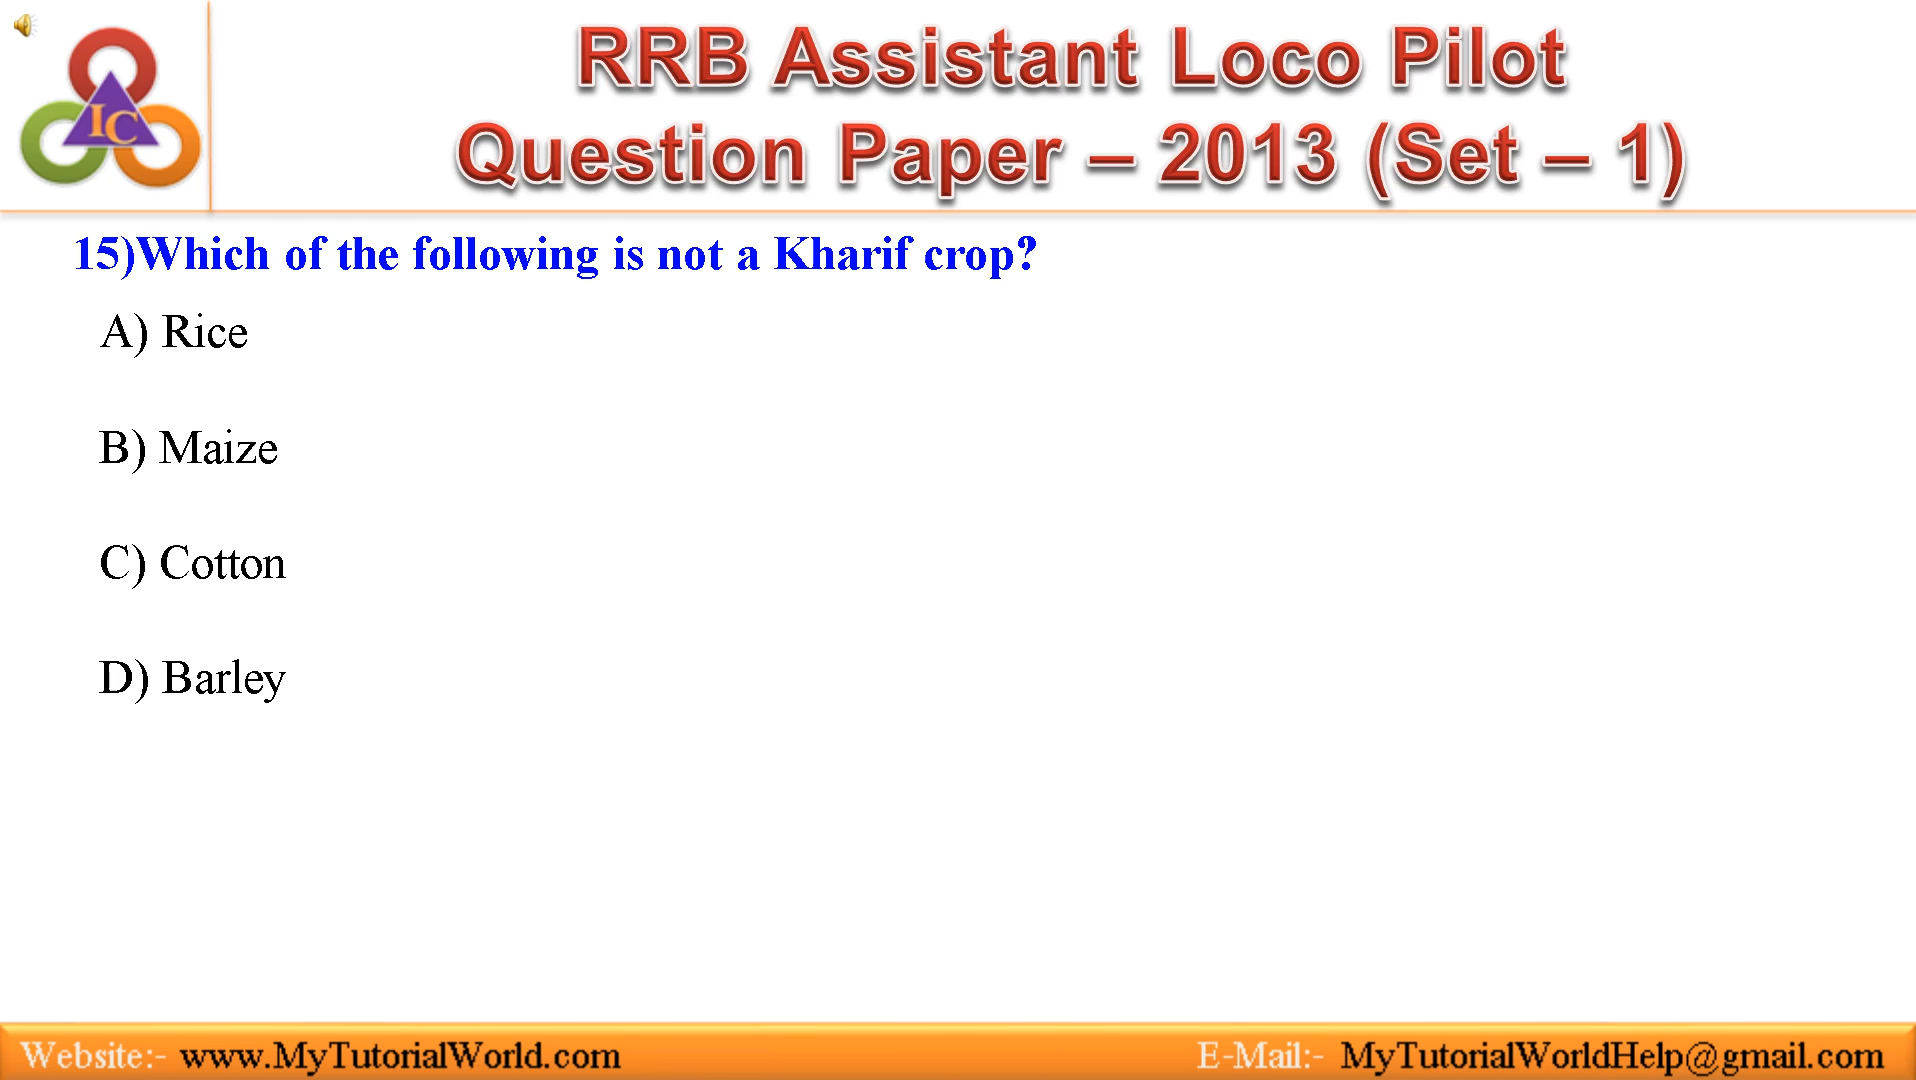 IC
RRB Assistant Loco Pilot
Question Paper – 2013 (Set – 1)
15)Which of the following is not a Kharif crop?
A) Rice
B) Maize
C) Cotton
D) Barley
Website:- www.MyTutorialWorld.com
E-Mail:- MyTutorialWorldHelp@gmail.com